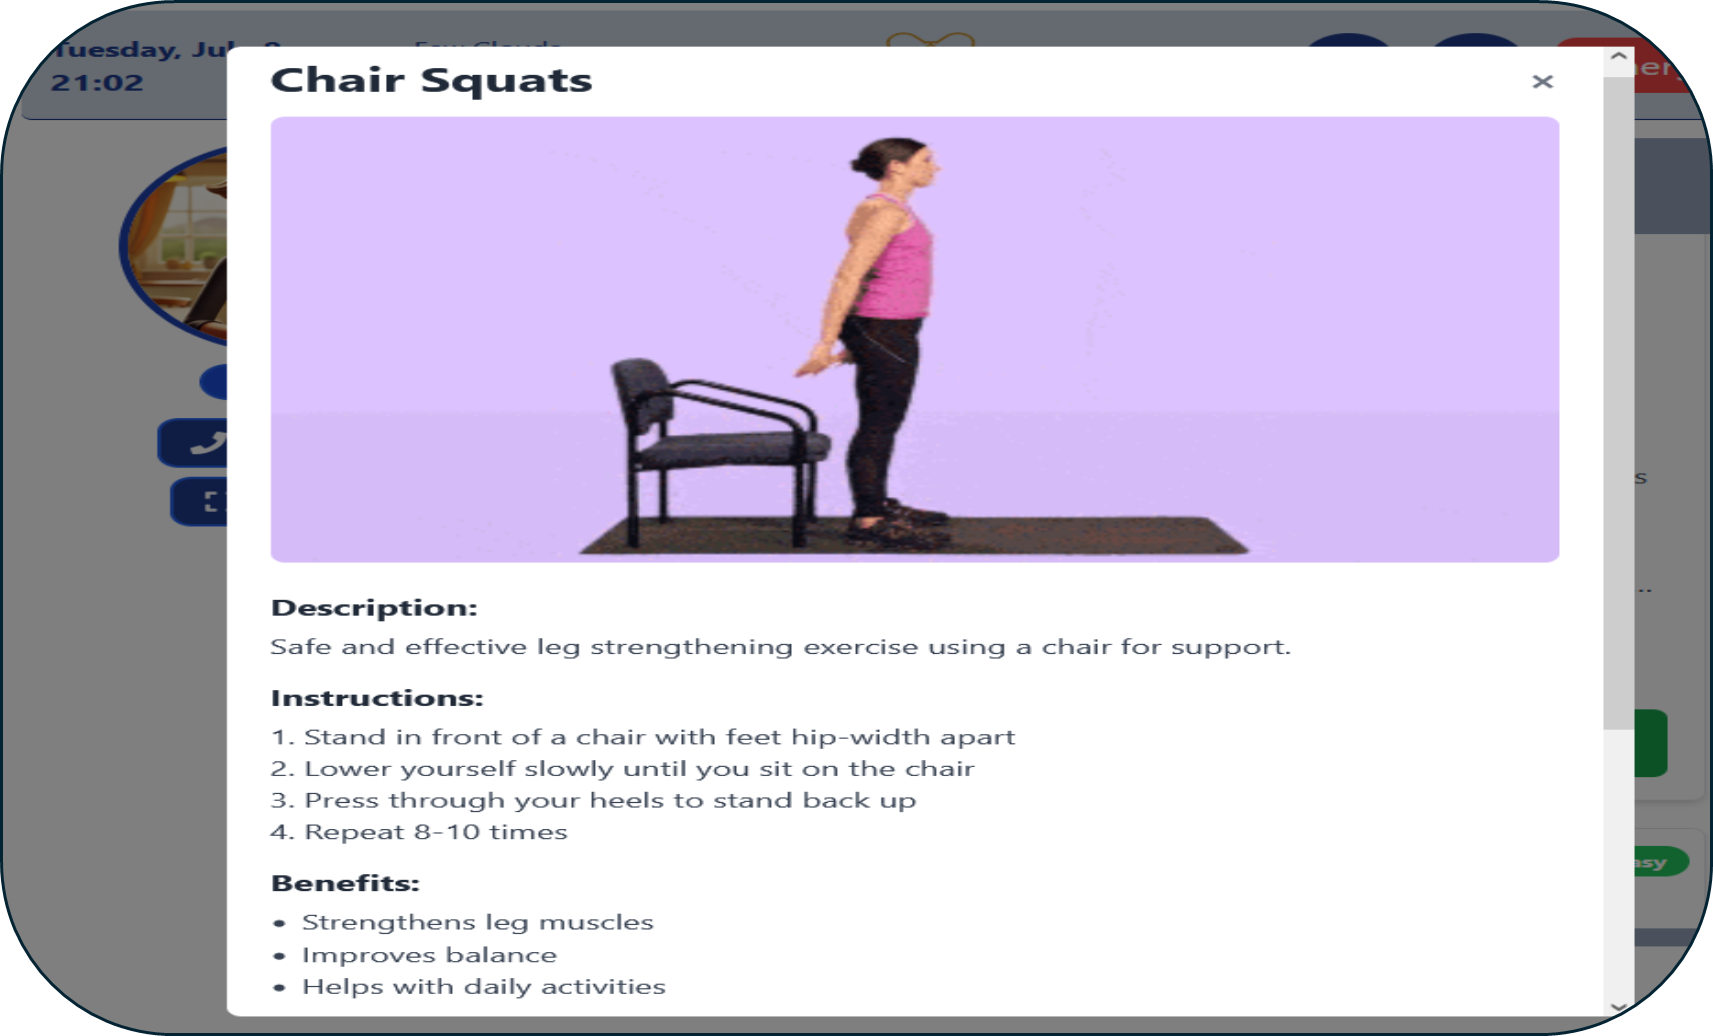 Tuesday, Jul
21:02
Chair Squats
Description:
Safe and effective leg strengthening exercise using a chair for support.
Instructions:
1. Stand in front of a chair with feet hip-width apart
2. Lower yourself slowly until you sit on the chair
3. Press through your heels to stand back up
4. Repeat 8-10 times
Benefits:
• Strengthens leg muscles
• Improves balance
• Helps with daily activities